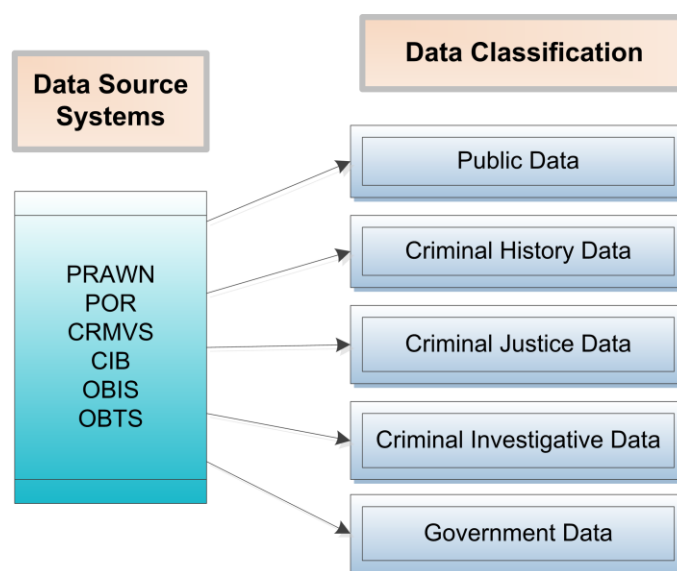 Data Source
Systems
PRAWN
POR
CRMVS
CIB
OBIS
OBTS
Data Classification
Public Data
Criminal History Data
Criminal Justice Data
Criminal Investigative Data
Government Data